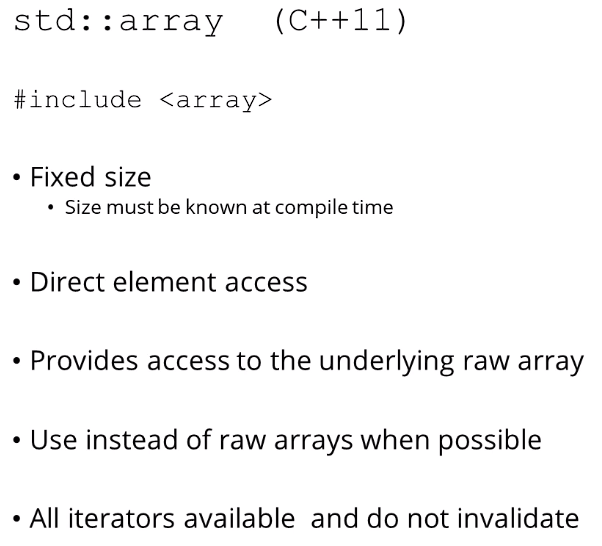 std::array (C++11)
#include <array>
• Fixed size
• Size must be known at compile time
• Direct element access
• Provides access to the underlying raw array
• Use instead of raw arrays when possible
• All iterators available  and do not invalidate